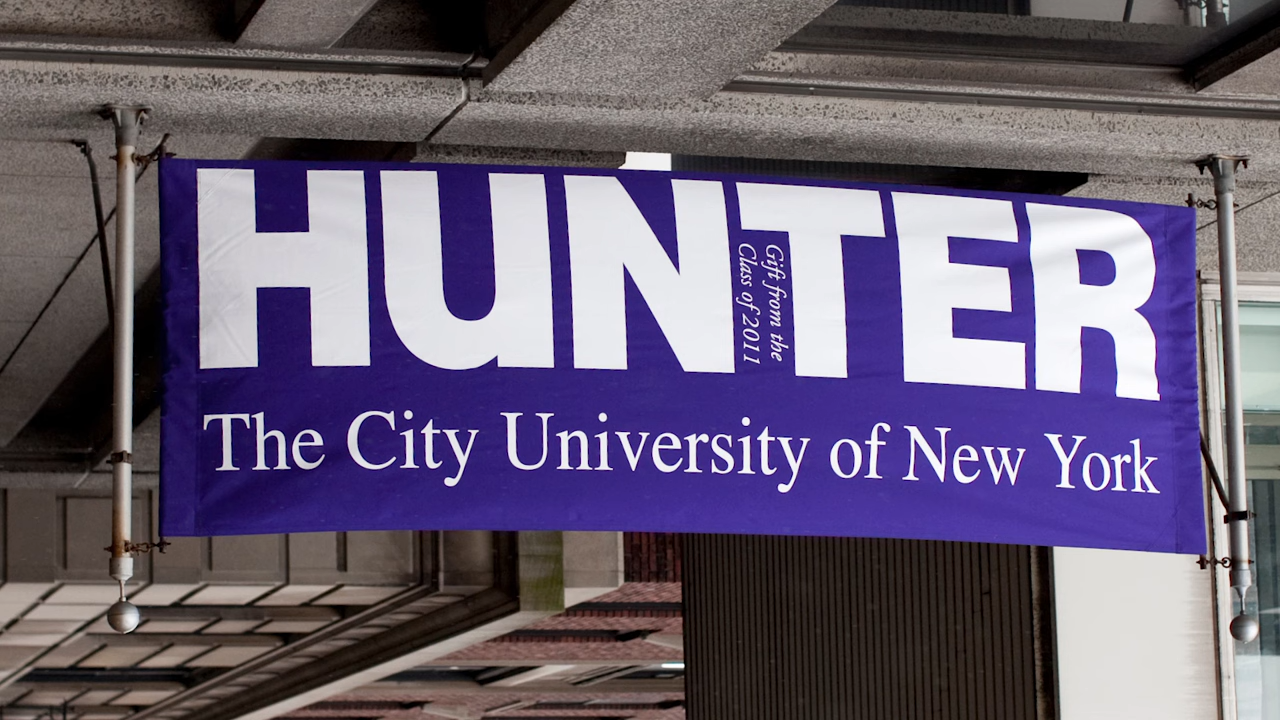 HUNTER
Gift from the
Class of 2011
The City University of New York